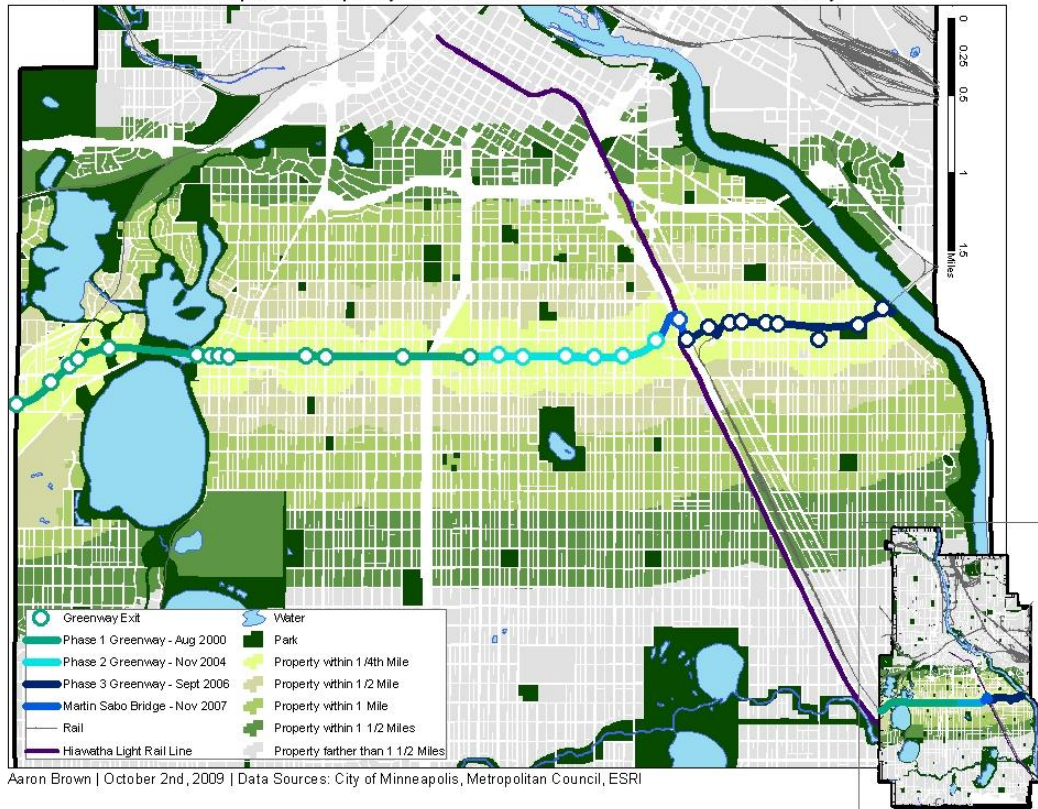 0
0.25
0.5
1
1.5
Miles
Greenway Exit
Phase 1 Greenway - Aug 2000
Phase 2 Greenway - Nov 2004
Phase 3 Greenway - Sept 2006
Martin Sabo Bridge - Nov 2007
Rail
Hiawatha Light Rail Line
Water
Park
Property within 1/4th Mile
Property within 1/2 Mile
Property within 1 Mile
Property within 1 1/2 Miles
Property farther than 1 1/2 Miles
Aaron Brown | October 2nd, 2009 | Data Sources: City of Minneapolis, Metropolitan Council, ESRI